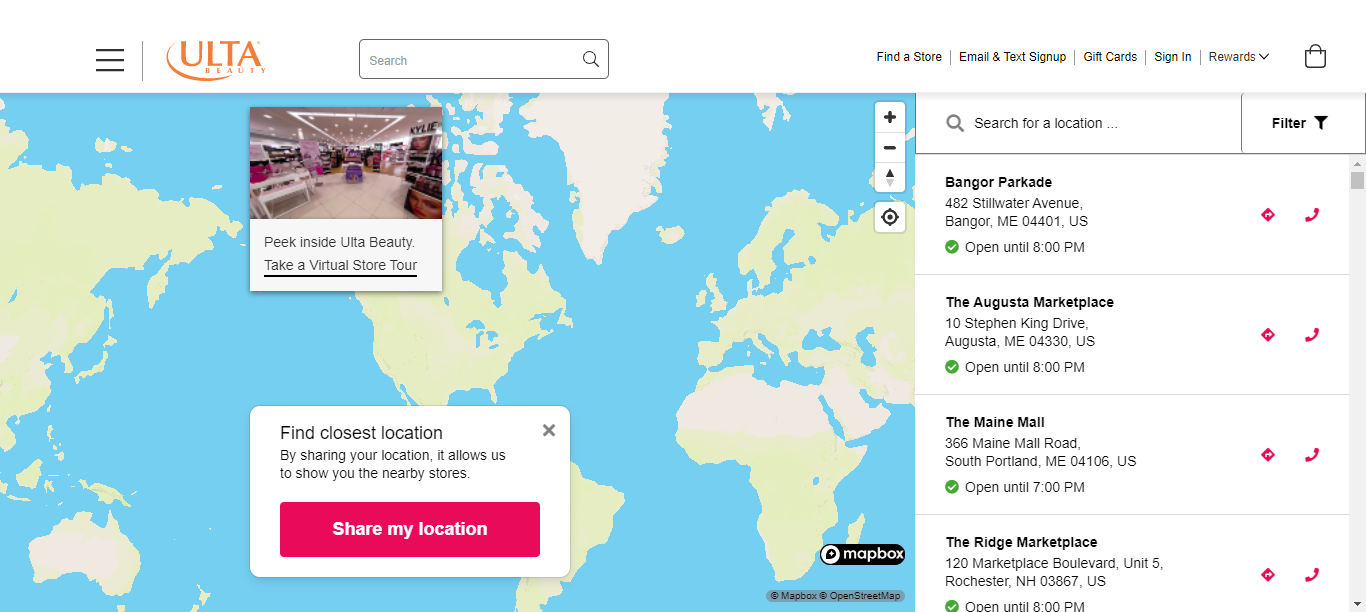 ULTA
BEAUTY
Search
Find a Store
Email & Text Signup
Gift Cards
Sign In
Rewards
KYLIE
Peek inside Ulta Beauty.
Take a Virtual Store Tour
Find closest location
By sharing your location, it allows us
to show you the nearby stores.
Share my location
mapbox
© Mapbox © OpenStreetMap
Search for a location ...
Filter
Bangor Parkade
482 Stillwater Avenue,
Bangor, ME 04401, US
Open until 8:00 PM
The Augusta Marketplace
10 Stephen King Drive,
Augusta, ME 04330, US
Open until 8:00 PM
The Maine Mall
366 Maine Mall Road,
South Portland, ME 04106, US
Open until 7:00 PM
The Ridge Marketplace
120 Marketplace Boulevard, Unit 5,
Rochester, NH 03867, US
Open until 8:00 PM